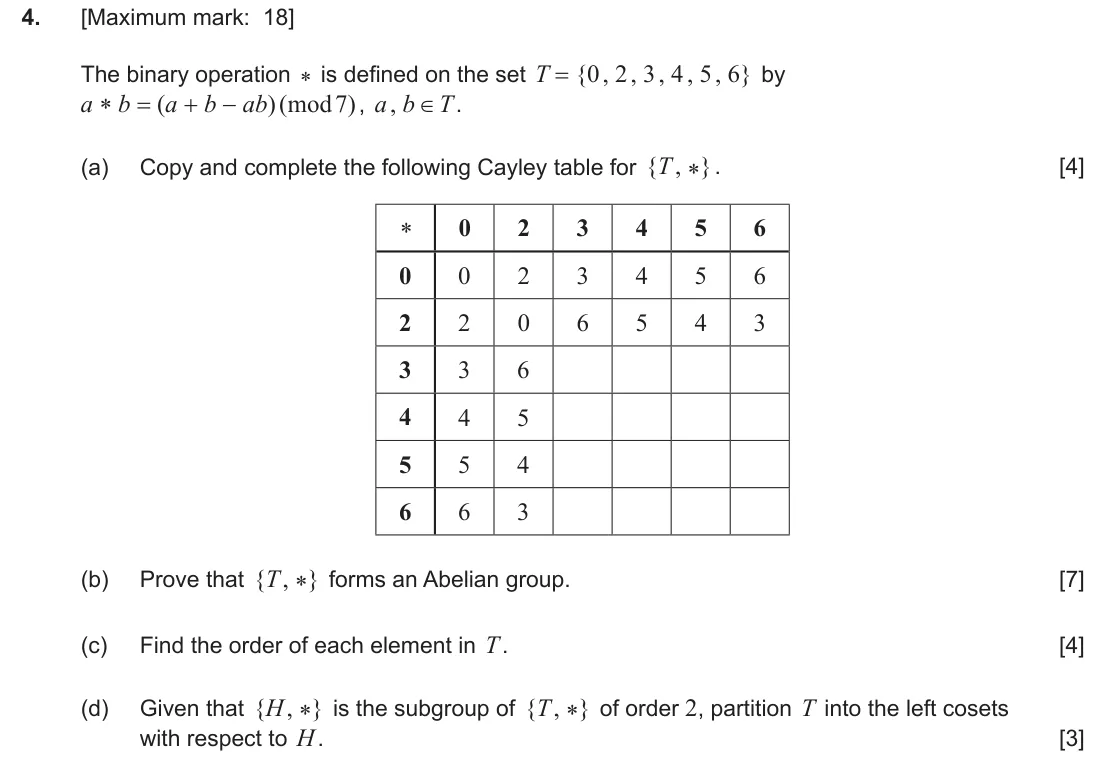 4. [Maximum mark: 18]
The binary operation * is defined on the set T = {0, 2, 3, 4, 5, 6} by
a * b = (a + b − ab)(mod 7), a, b ∈ T.
(a) Copy and complete the following Cayley table for {T, *}. [4]
* 0 2 3 4 5 6
0 0 2 3 4 5 6
2 2 0 6 5 4 3
3 3 6
4 4 5
5 5 4
6 6 3
(b) Prove that {T, *} forms an Abelian group. [7]
(c) Find the order of each element in T. [4]
(d) Given that {H, *} is the subgroup of {T, *} of order 2, partition T into the left cosets
with respect to H. [3]